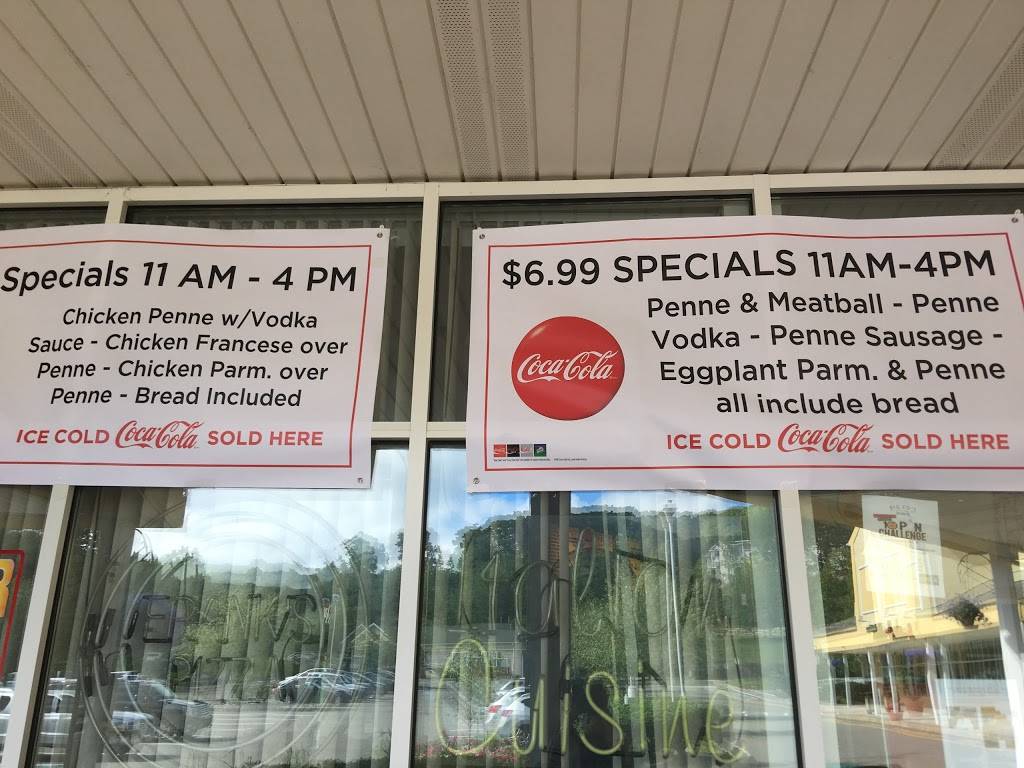 Specials 11 AM - 4 PM
Chicken Penne w/Vodka
Sauce - Chicken Francese over
Penne - Chicken Parm. over
Penne - Bread Included
ICE COLD Coca-Cola SOLD HERE
$6.99 SPECIALS 11AM-4PM
Penne & Meatball - Penne
Vodka - Penne Sausage -
Eggplant Parm. & Penne
all include bread
Coca-Cola
ICE COLD Coca-Cola SOLD HERE
CHALLENGE
Cuisine